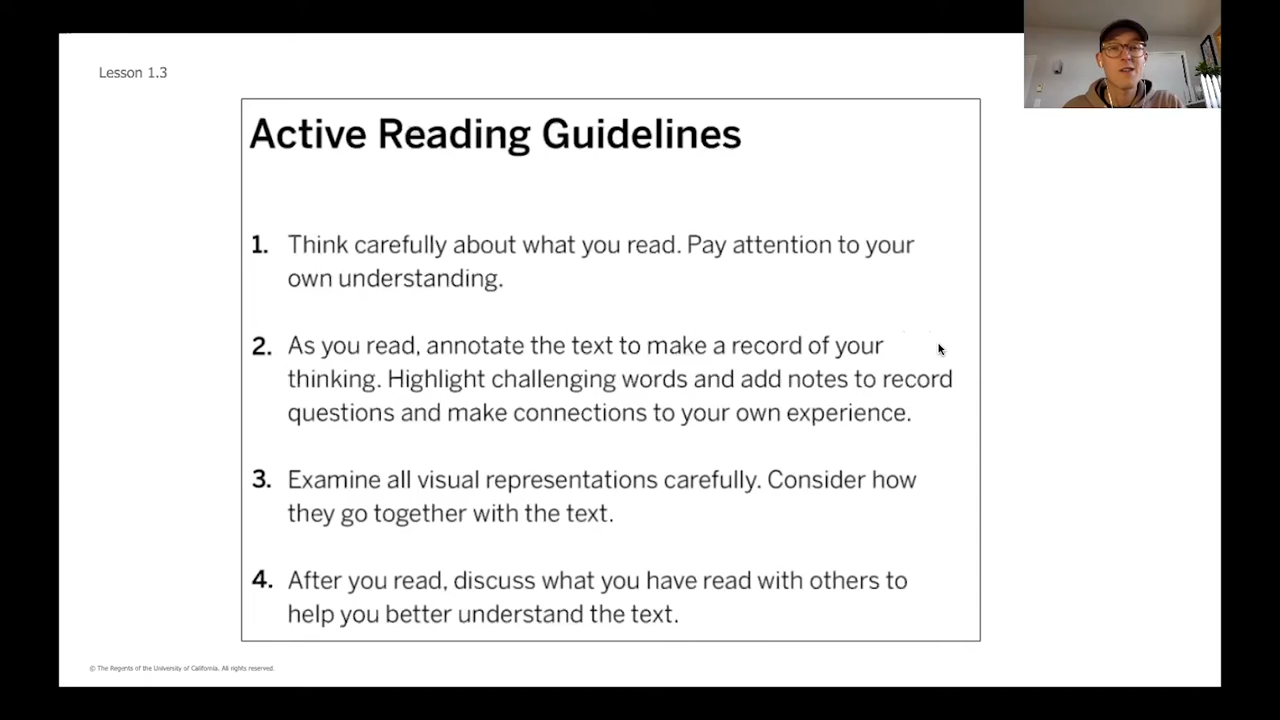 Lesson 1.3
Active Reading Guidelines
1. Think carefully about what you read. Pay attention to your
own understanding.
2. As you read, annotate the text to make a record of your
thinking. Highlight challenging words and add notes to record
questions and make connections to your own experience.
3. Examine all visual representations carefully. Consider how
they go together with the text.
4. After you read, discuss what you have read with others to
help you better understand the text.
© The Regents of the University of California. All rights reserved.